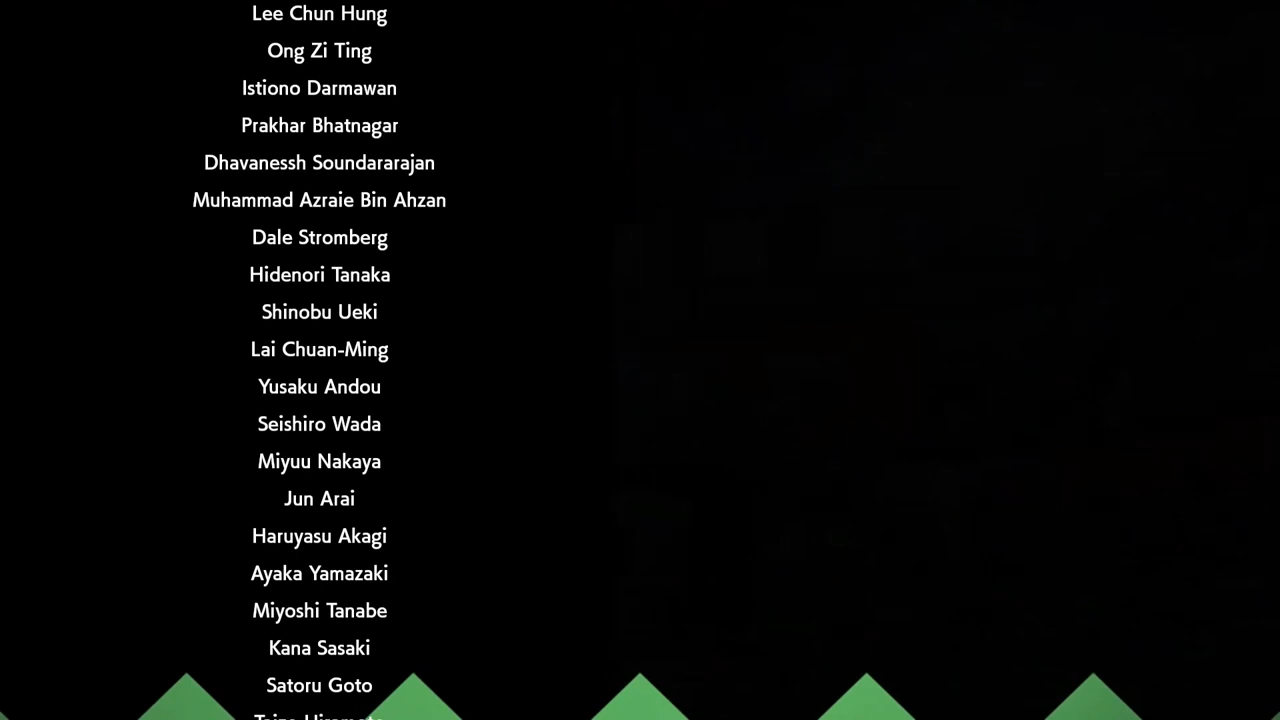 Lee Chun Hung
Ong Zi Ting
Istiono Darmawan
Prakhar Bhatnagar
Dhavanessh Soundararajan
Muhammad Azraie Bin Ahzan
Dale Stromberg
Hidenori Tanaka
Shinobu Ueki
Lai Chuan-Ming
Yusaku Andou
Seishiro Wada
Miyuu Nakaya
Jun Arai
Haruyasu Akagi
Ayaka Yamazaki
Miyoshi Tanabe
Kana Sasaki
Satoru Goto